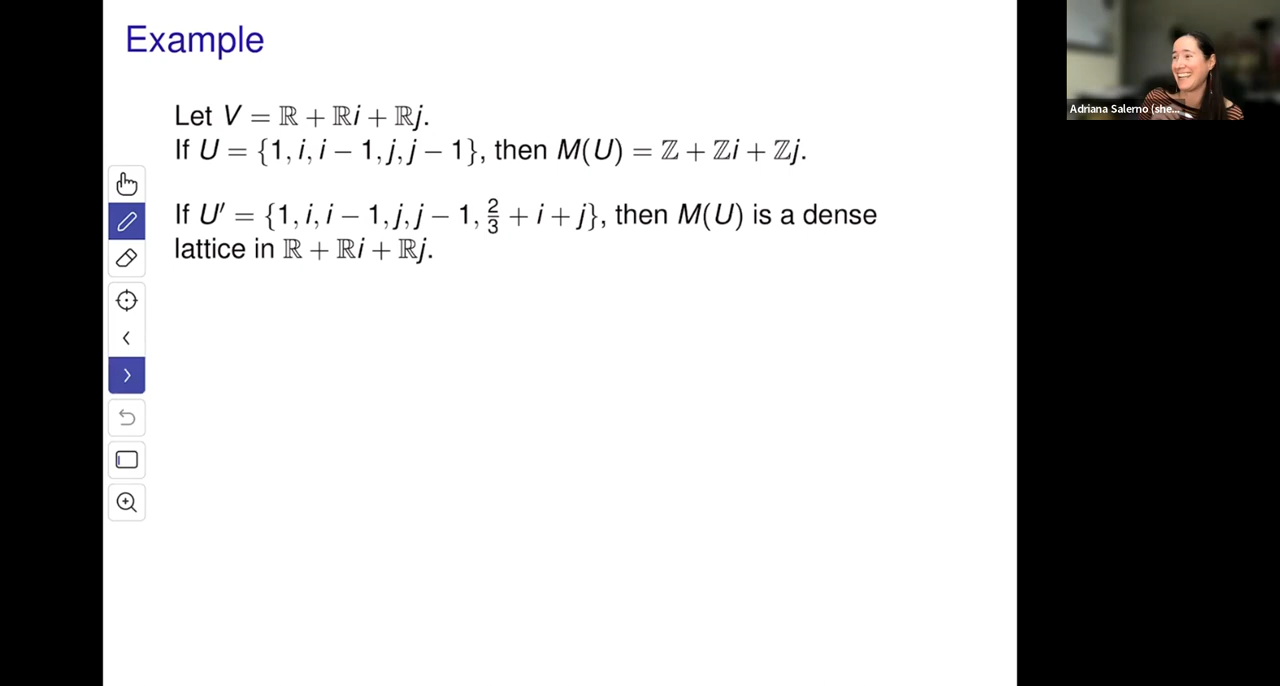 Example
Let V = ℝ + ℝi + ℝj.
If U = {1, i, i − 1, j, j − 1}, then M(U) = ℤ + ℤi + ℤj.
If U′ = {1, i, i − 1, j, j − 1, 2/3 + i + j}, then M(U) is a dense
lattice in ℝ + ℝi + ℝj.
Adriana Salerno (she...